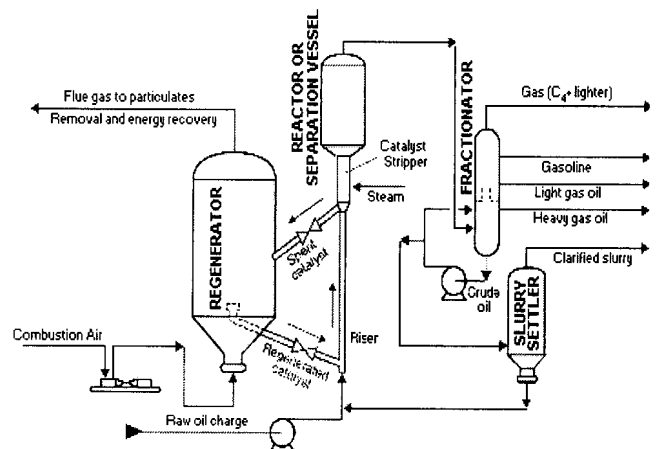 REACTOR OR
SEPARATION VESSEL
FRACTIONATOR
Flue gas to particulates
Removal and energy recovery
Gas (C4+ lighter)
Catalyst
Stripper
Gasoline
Steam
Light gas oil
Heavy gas oil
REGENERATOR
Spent
catalyst
Clarified slurry
Crude
oil
SLURRY
SETTLER
Combustion Air
Riser
Regenerated
catalyst
Raw oil charge